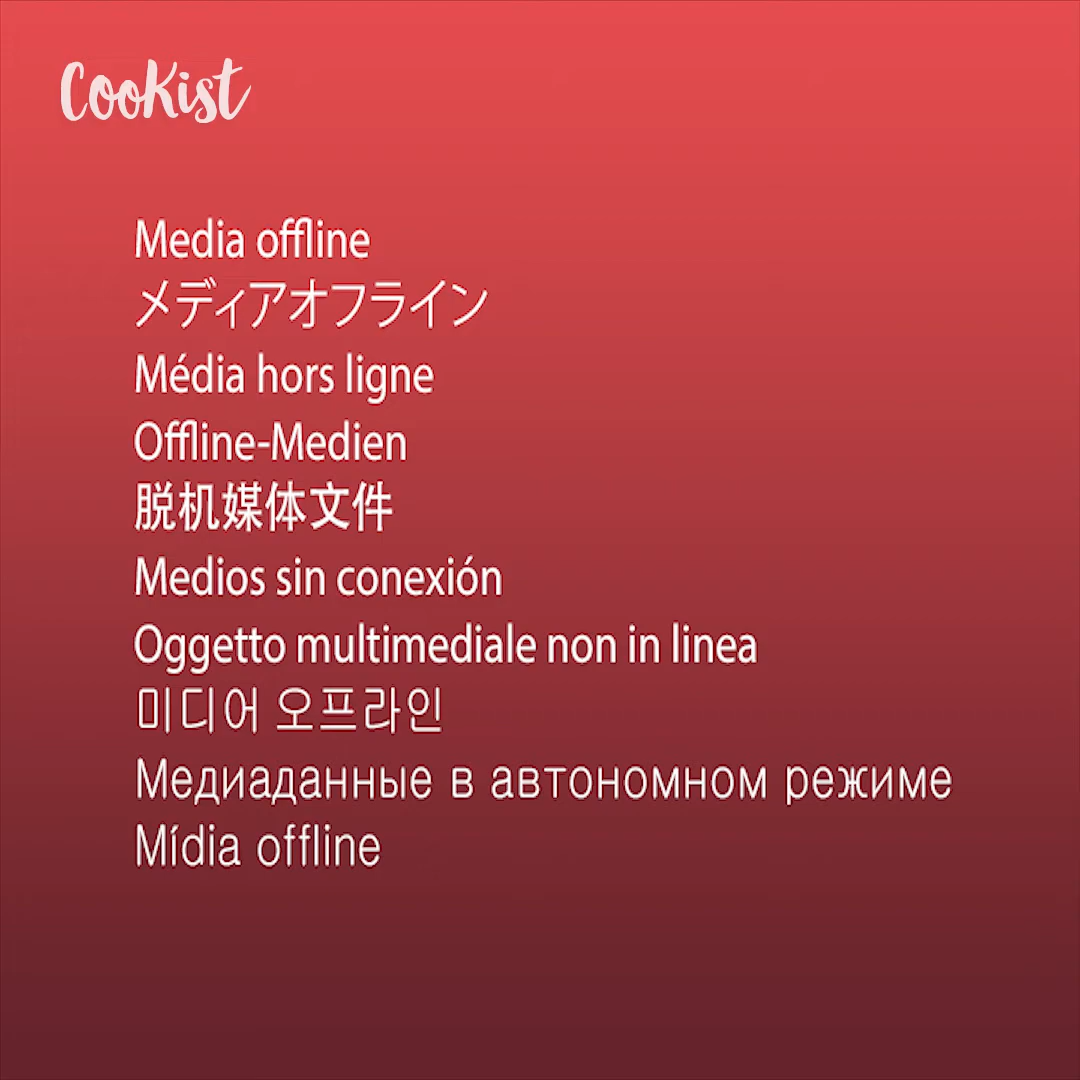 CooKist
Media offline
メディアオフライン
Média hors ligne
Offline-Medien
脱机媒体文件
Medios sin conexión
Oggetto multimediale non in linea
미디어 오프라인
Медиаданные в автономном режиме
Mídia offline